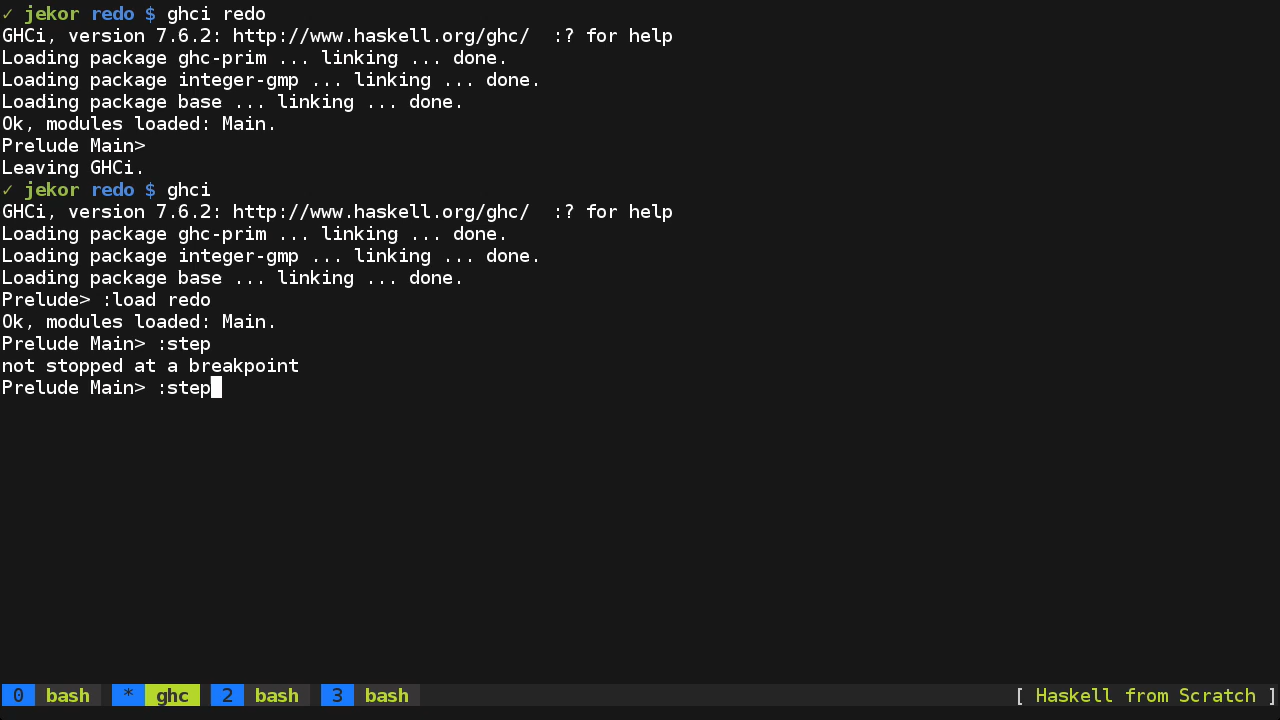 ✓ jekor redo $ ghci redo
GHCi, version 7.6.2: http://www.haskell.org/ghc/  :? for help
Loading package ghc-prim ... linking ... done.
Loading package integer-gmp ... linking ... done.
Loading package base ... linking ... done.
Ok, modules loaded: Main.
Prelude Main>
Leaving GHCi.
✓ jekor redo $ ghci
GHCi, version 7.6.2: http://www.haskell.org/ghc/  :? for help
Loading package ghc-prim ... linking ... done.
Loading package integer-gmp ... linking ... done.
Loading package base ... linking ... done.
Prelude> :load redo
Ok, modules loaded: Main.
Prelude Main> :step
not stopped at a breakpoint
Prelude Main> :step
0 bash * ghc 2 bash 3 bash [ Haskell from Scratch ]